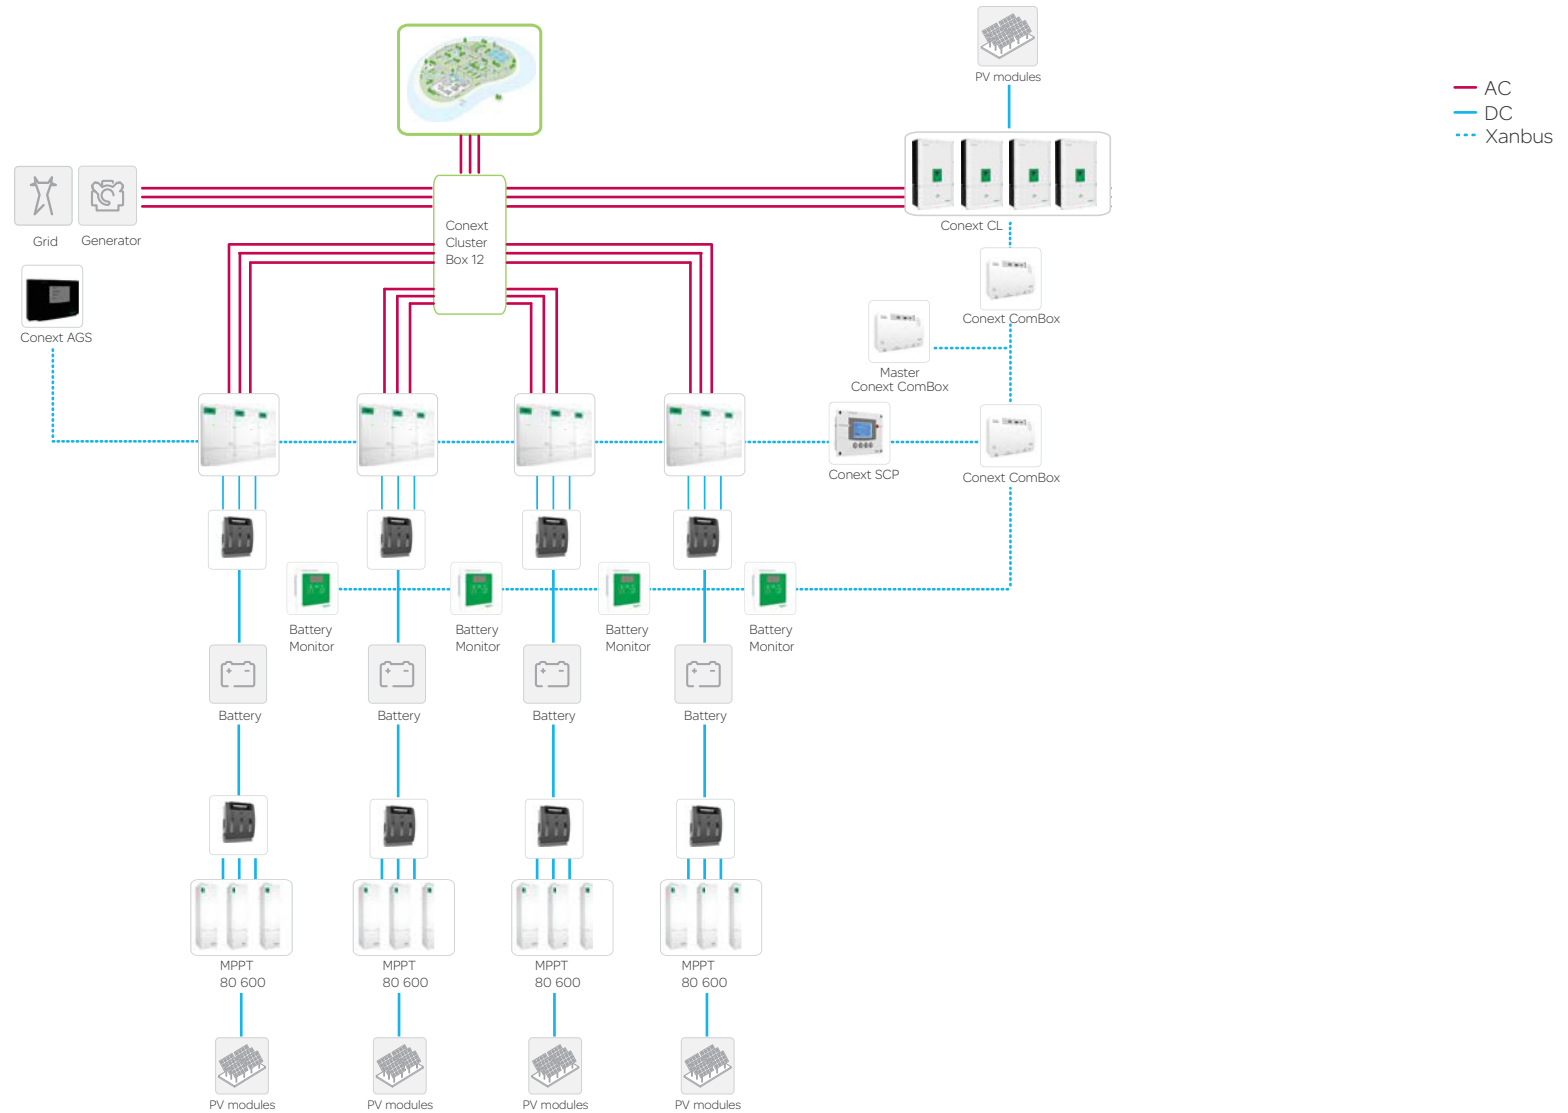 PV modules
AC
DC
Xanbus
Grid
Generator
Conext
Cluster
Box 12
Conext CL
Conext AGS
Conext ComBox
Master
Conext ComBox
Conext SCP
Conext ComBox
Battery
Monitor
Battery
Monitor
Battery
Monitor
Battery
Monitor
Battery
Battery
Battery
Battery
MPPT
80 600
MPPT
80 600
MPPT
80 600
MPPT
80 600
PV modules
PV modules
PV modules
PV modules